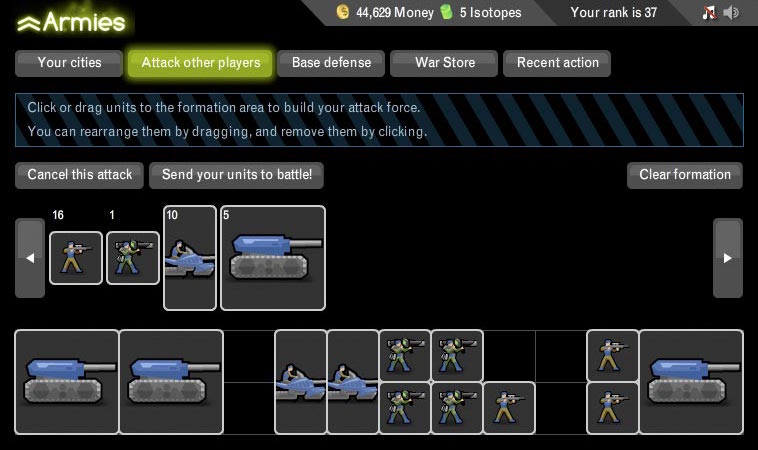 Armies
44,629 Money 5 Isotopes Your rank is 37
Your cities Attack other players Base defense War Store Recent action
Click or drag units to the formation area to build your attack force.
You can rearrange them by dragging, and remove them by clicking.
Cancel this attack Send your units to battle! Clear formation
16 1 10 5